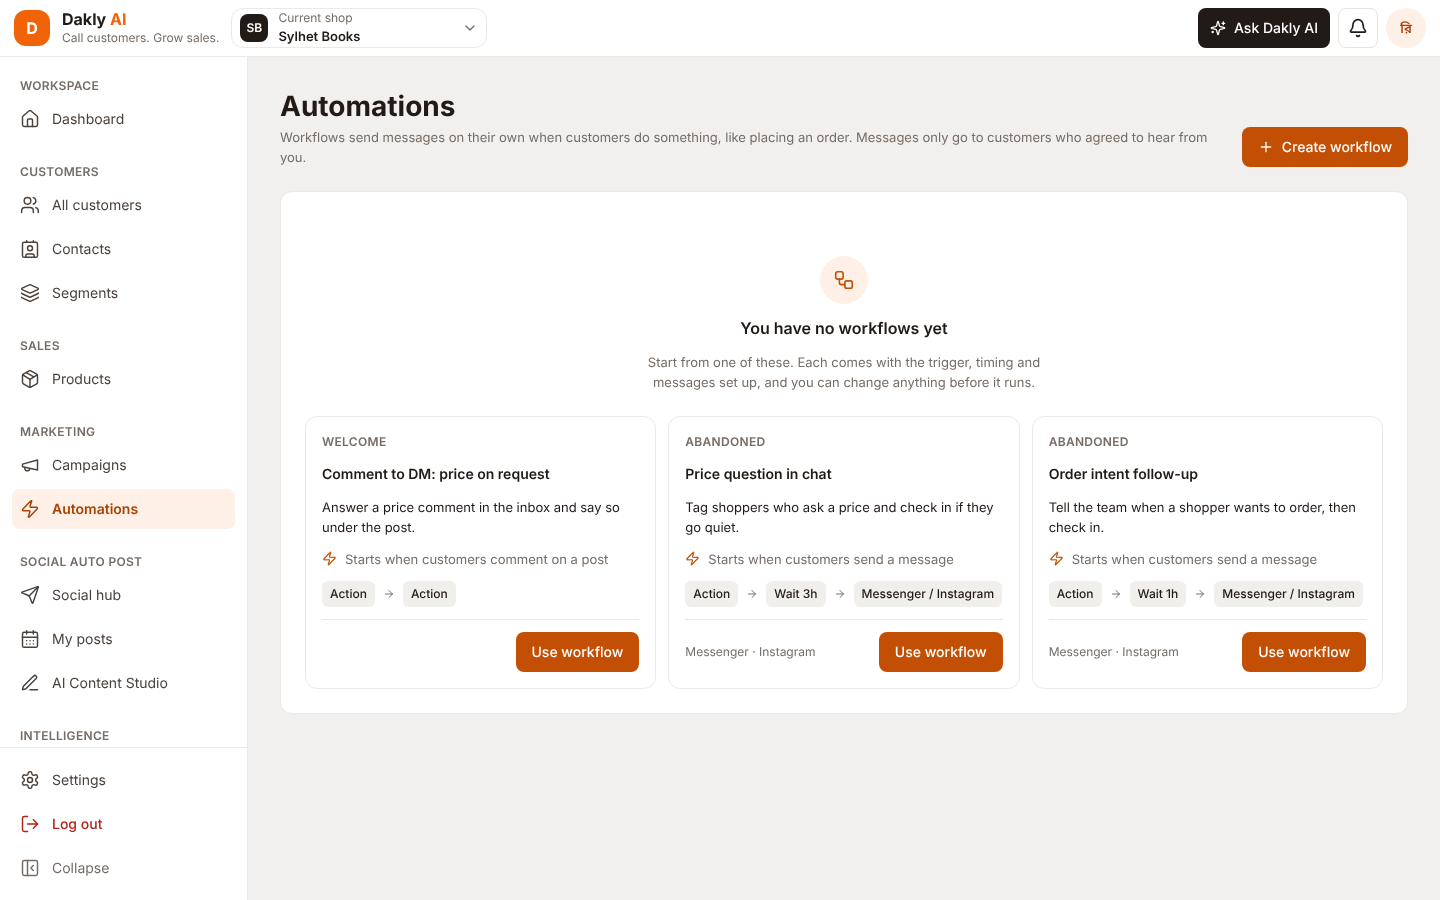 D
Dakly AI
Call customers. Grow sales.
SB
Current shop
Sylhet Books
Ask Dakly AI
রি
WORKSPACE
Dashboard
CUSTOMERS
All customers
Contacts
Segments
SALES
Products
MARKETING
Campaigns
Automations
SOCIAL AUTO POST
Social hub
My posts
AI Content Studio
INTELLIGENCE
Settings
Log out
Collapse
Automations
Workflows send messages on their own when customers do something, like placing an order. Messages only go to customers who agreed to hear from
you.
Create workflow
You have no workflows yet
Start from one of these. Each comes with the trigger, timing and
messages set up, and you can change anything before it runs.
WELCOME
Comment to DM: price on request
Answer a price comment in the inbox and say so
under the post.
Starts when customers comment on a post
Action → Action
Use workflow
ABANDONED
Price question in chat
Tag shoppers who ask a price and check in if they
go quiet.
Starts when customers send a message
Action → Wait 3h → Messenger / Instagram
Messenger · Instagram
Use workflow
ABANDONED
Order intent follow-up
Tell the team when a shopper wants to order, then
check in.
Starts when customers send a message
Action → Wait 1h → Messenger / Instagram
Messenger · Instagram
Use workflow